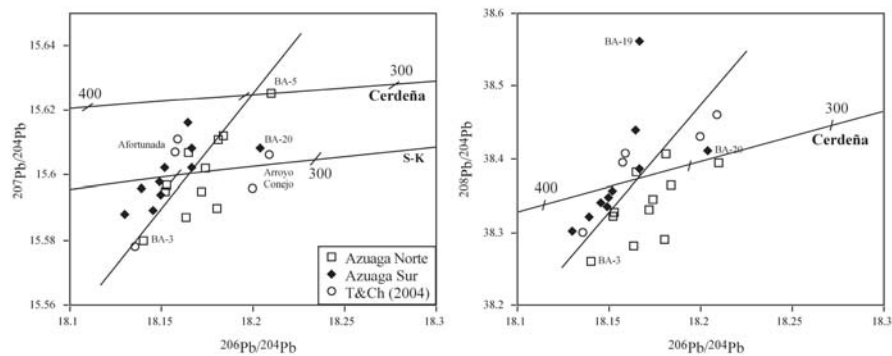 15.64
15.62
15.6
15.58
15.56
207Pb/204Pb
400
300
BA-5
Cerdeña
Afortunada
BA-20
S-K
Arroyo
Conejo
300
BA-3
Azuaga Norte
Azuaga Sur
T&Ch (2004)
18.1
18.15
18.2
18.25
18.3
206Pb/204Pb
38.6
38.5
38.4
38.3
38.2
208Pb/204Pb
BA-19
300
BA-20
Cerdeña
400
BA-3
18.1
18.15
18.2
18.25
18.3
206Pb/204Pb